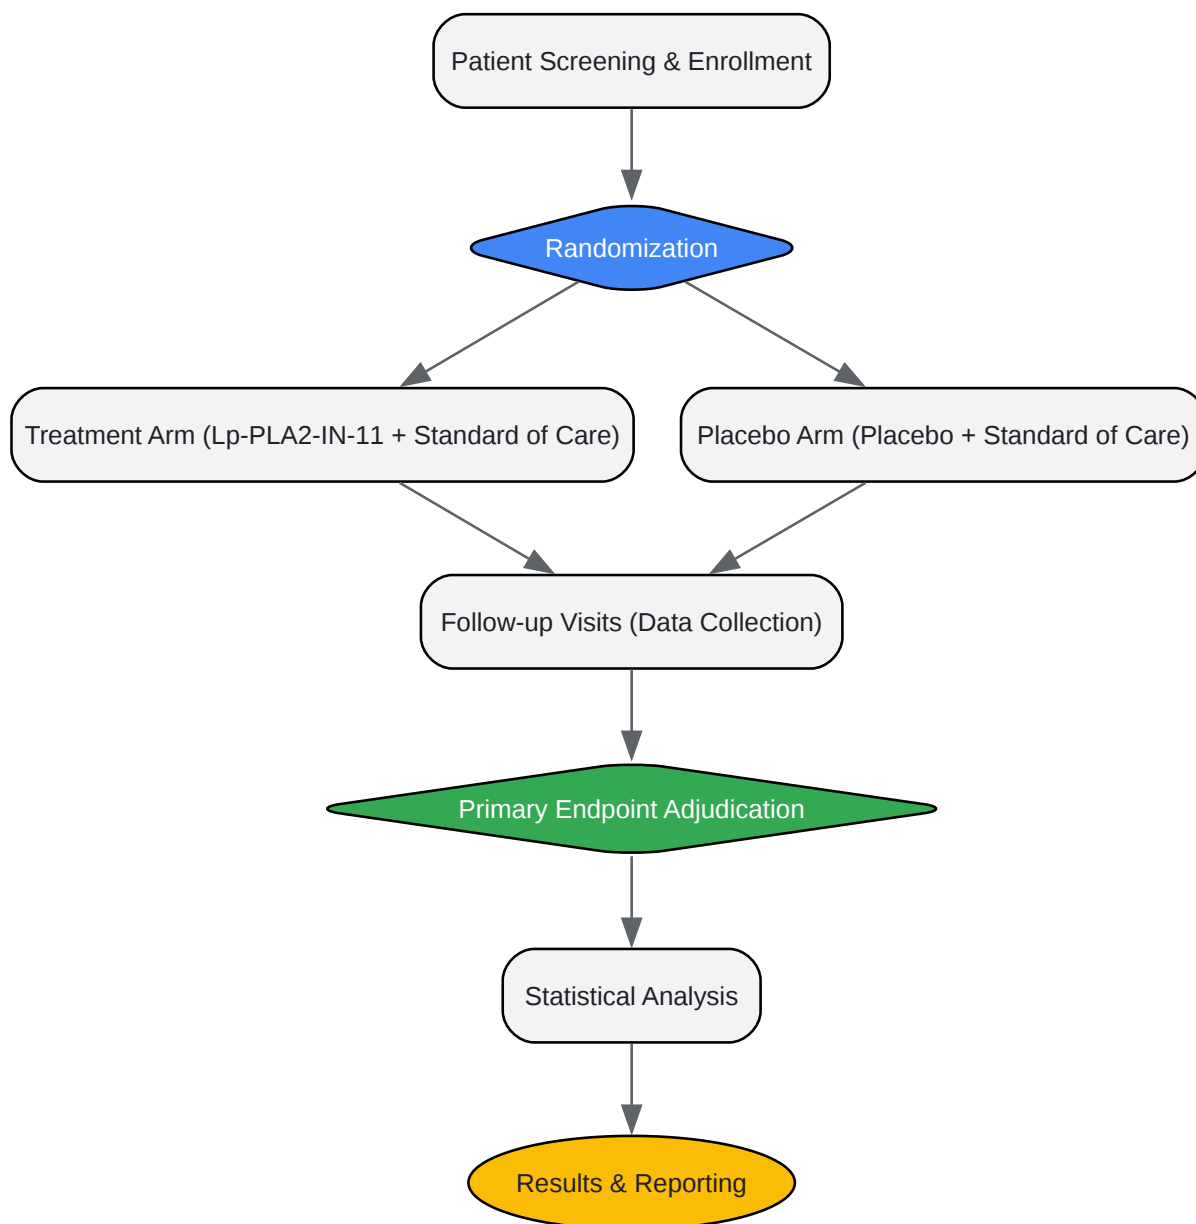 Patient Screening & Enrollment
Randomization
Treatment Arm (Lp-PLA2-IN-11 + Standard of Care)
Placebo Arm (Placebo + Standard of Care)
Follow-up Visits (Data Collection)
Primary Endpoint Adjudication
Statistical Analysis
Results & Reporting